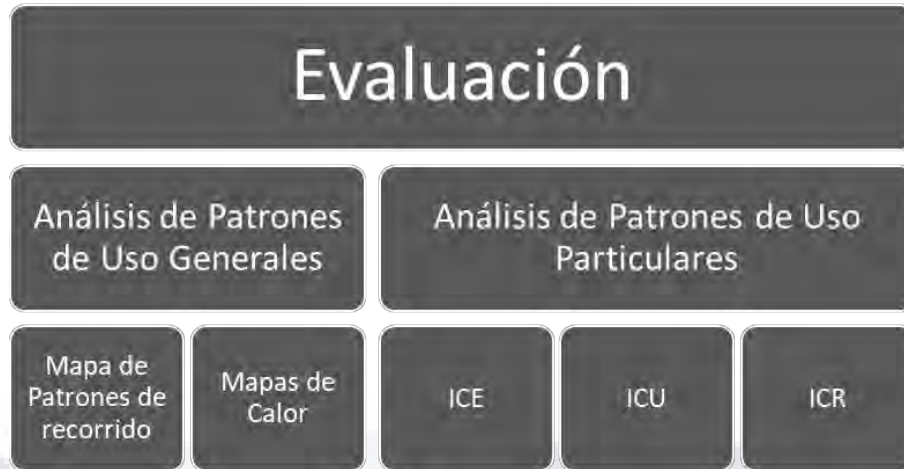 Evaluación
Análisis de Patrones
de Uso Generales
Análisis de Patrones de Uso
Particulares
Mapa de
Patrones de
recorrido
Mapas de
Calor
ICE
ICU
ICR